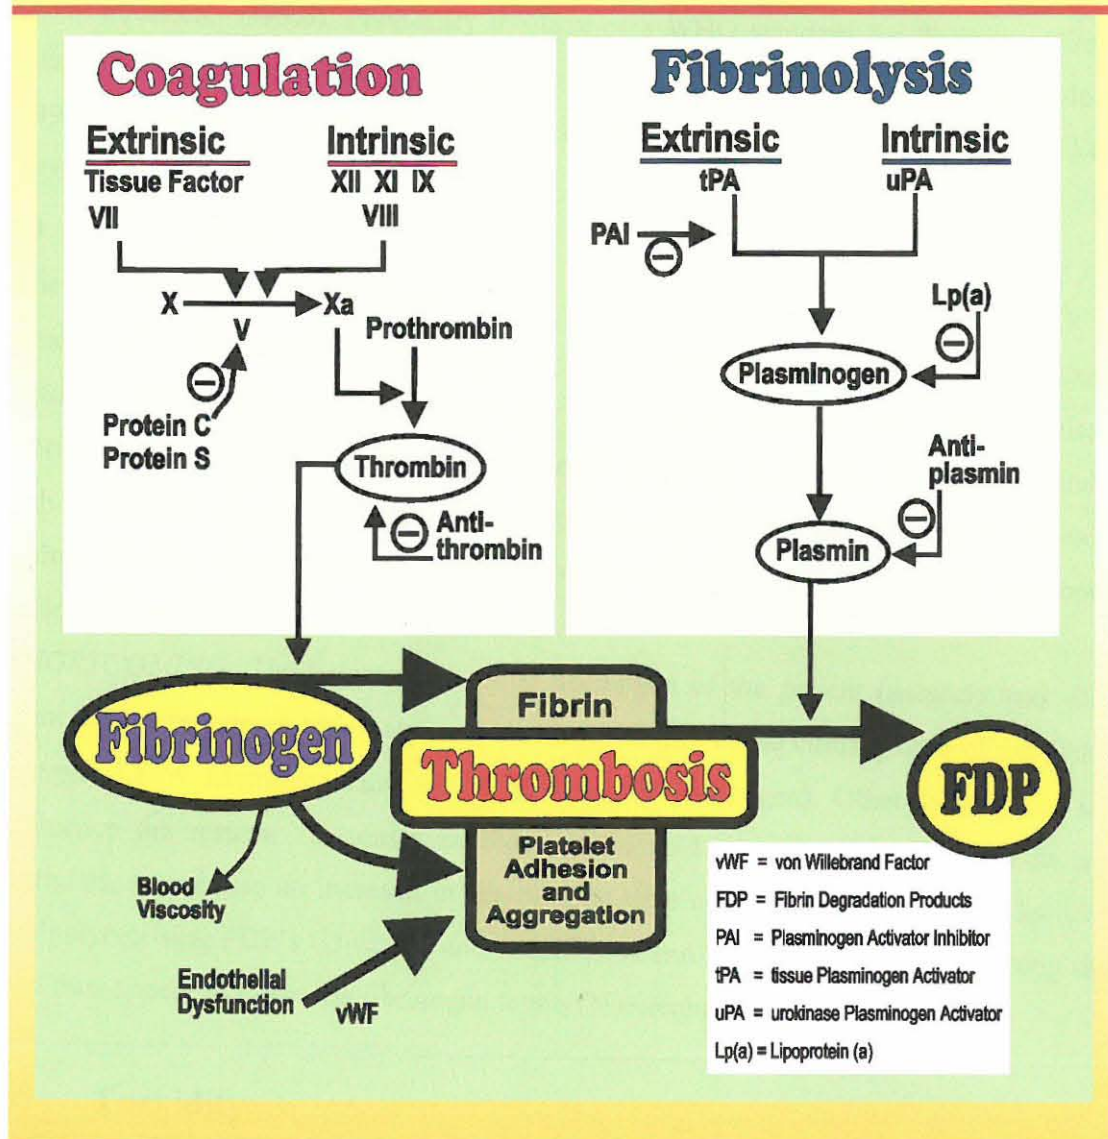 Coagulation
Extrinsic
Tissue Factor
VII
Intrinsic
XII XI IX
VIII
X
Xa
V
Prothrombin
Protein C
Protein S
Thrombin
Anti-
thrombin
Fibrinolysis
Extrinsic
tPA
Intrinsic
uPA
PAI
Lp(a)
Plasminogen
Anti-
plasmin
Plasmin
Fibrinogen
Fibrin
Thrombosis
FDP
Platelet
Adhesion
and
Aggregation
Blood
Viscosity
Endothelial
Dysfunction
vWF
vWF = von Willebrand Factor
FDP = Fibrin Degradation Products
PAI = Plasminogen Activator Inhibitor
tPA = tissue Plasminogen Activator
uPA = urokinase Plasminogen Activator
Lp(a) = Lipoprotein (a)